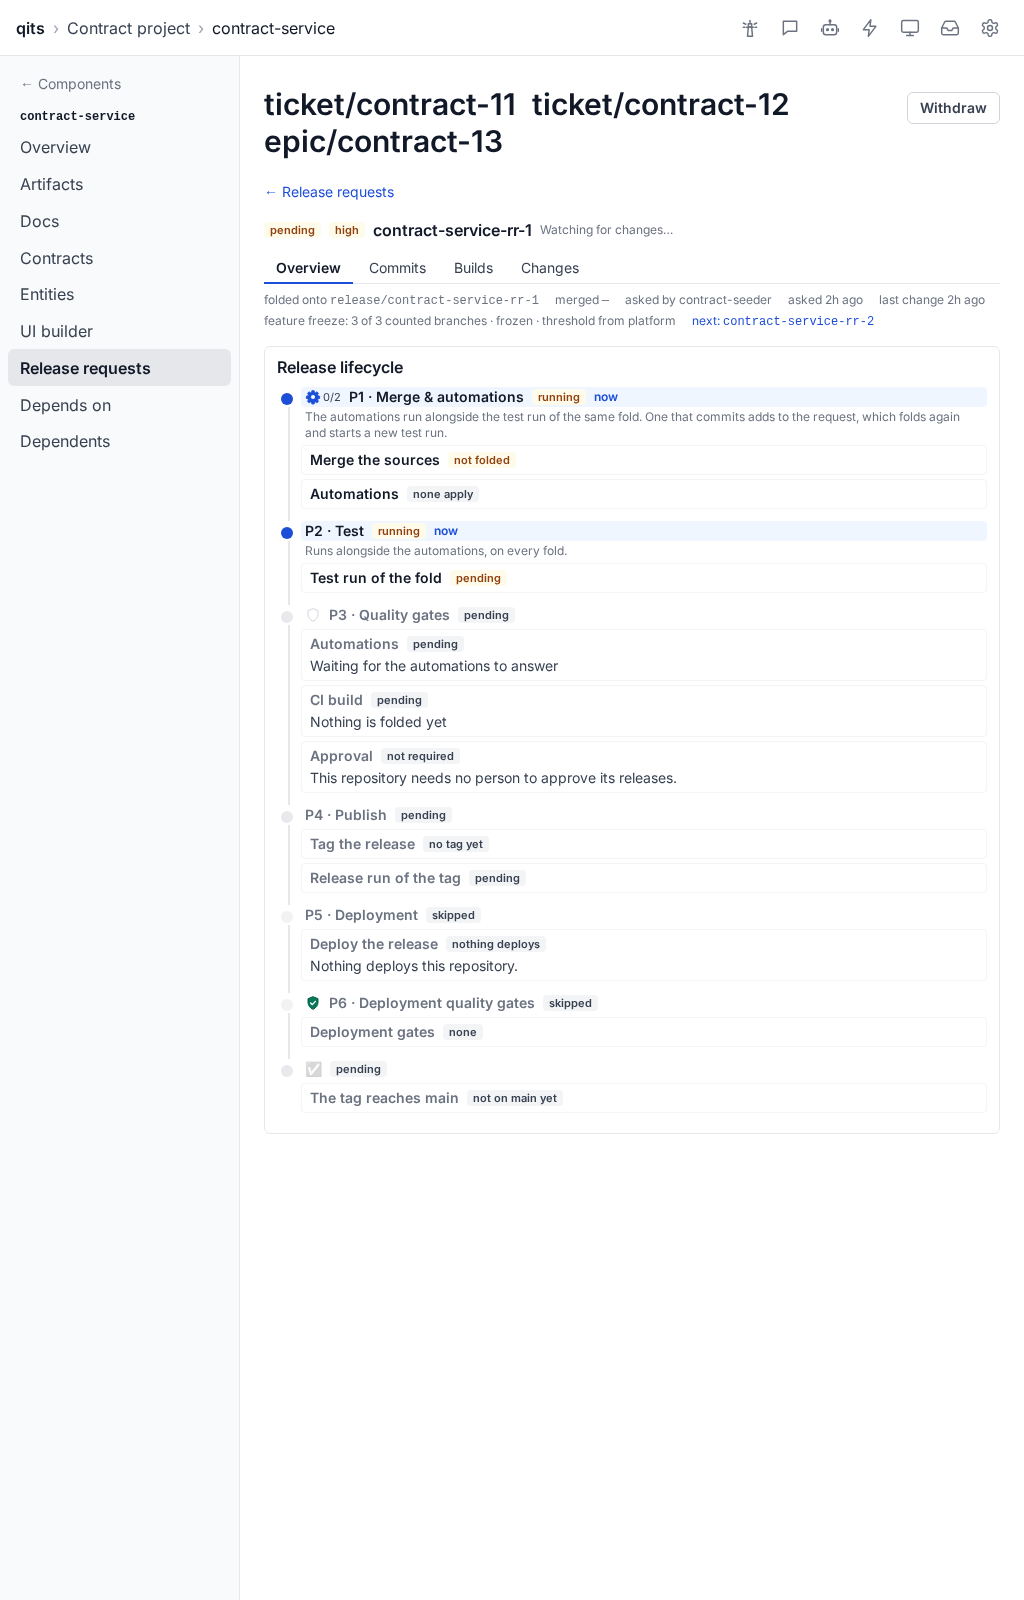 qits › Contract project › contract-service
← Components
contract-service
Overview
Artifacts
Docs
Contracts
Entities
UI builder
Release requests
Depends on
Dependents
ticket/contract-11 ticket/contract-12
epic/contract-13
Withdraw
← Release requests
pending high contract-service-rr-1 Watching for changes…
Overview Commits Builds Changes
folded onto release/contract-service-rr-1 merged — asked by contract-seeder asked 2h ago last change 2h ago
feature freeze: 3 of 3 counted branches · frozen · threshold from platform next: contract-service-rr-2
Release lifecycle
0/2 P1 · Merge & automations running now
The automations run alongside the test run of the same fold. One that commits adds to the request, which folds again
and starts a new test run.
Merge the sources not folded
Automations none apply
P2 · Test running now
Runs alongside the automations, on every fold.
Test run of the fold pending
P3 · Quality gates pending
Automations pending
Waiting for the automations to answer
CI build pending
Nothing is folded yet
Approval not required
This repository needs no person to approve its releases.
P4 · Publish pending
Tag the release no tag yet
Release run of the tag pending
P5 · Deployment skipped
Deploy the release nothing deploys
Nothing deploys this repository.
P6 · Deployment quality gates skipped
Deployment gates none
pending
The tag reaches main not on main yet